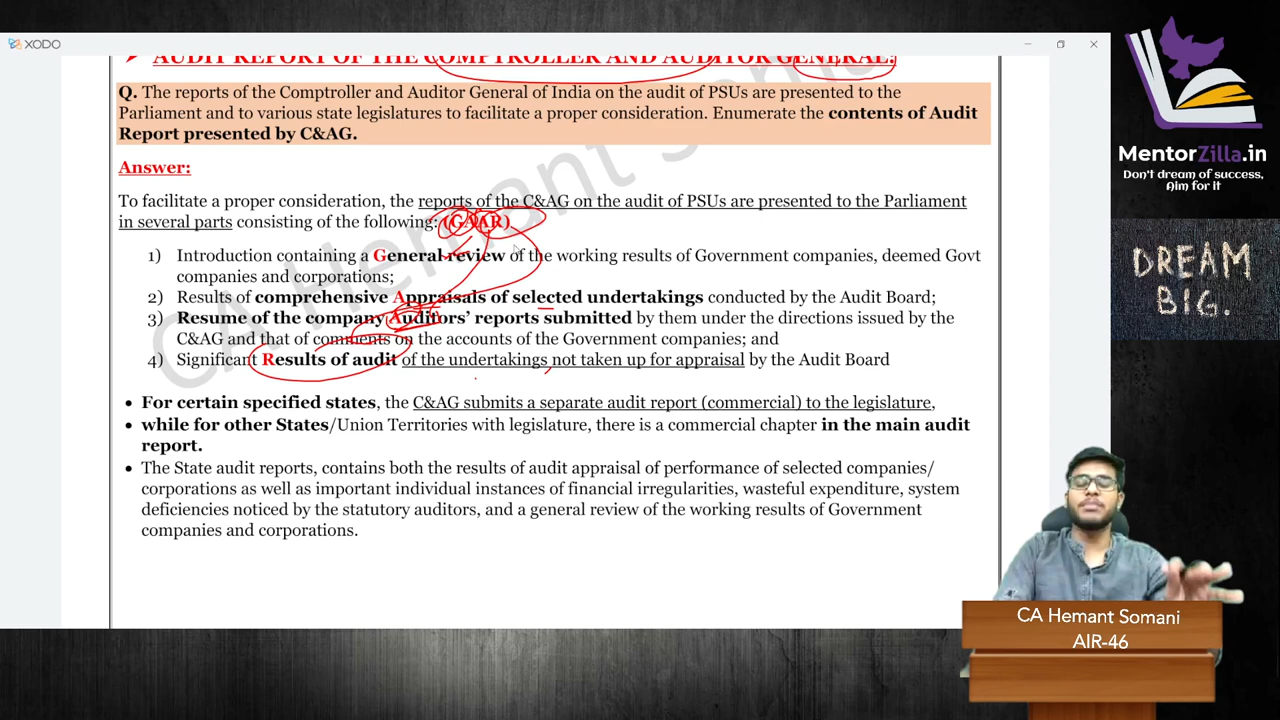 XODO
AUDIT REPORT OF THE COMPTROLLER AND AUDITOR GENERAL:
Q. The reports of the Comptroller and Auditor General of India on the audit of PSUs are presented to the
Parliament and to various state legislatures to facilitate a proper consideration. Enumerate the contents of Audit
Report presented by C&AG.
Answer:
To facilitate a proper consideration, the reports of the C&AG on the audit of PSUs are presented to the Parliament
in several parts consisting of the following: (GAAR)
1) Introduction containing a General review of the working results of Government companies, deemed Govt
companies and corporations;
2) Results of comprehensive Appraisals of selected undertakings conducted by the Audit Board;
3) Resume of the company Auditors' reports submitted by them under the directions issued by the
C&AG and that of comments on the accounts of the Government companies; and
4) Significant Results of audit of the undertakings not taken up for appraisal by the Audit Board
• For certain specified states, the C&AG submits a separate audit report (commercial) to the legislature,
• while for other States/Union Territories with legislature, there is a commercial chapter in the main audit
report.
• The State audit reports, contains both the results of audit appraisal of performance of selected companies/
corporations as well as important individual instances of financial irregularities, wasteful expenditure, system
deficiencies noticed by the statutory auditors, and a general review of the working results of Government
companies and corporations.
CA Hemant Somani
MentorZilla.in
Don't dream of success,
Aim for it
DREAM
BIG.
CA Hemant Somani
AIR-46